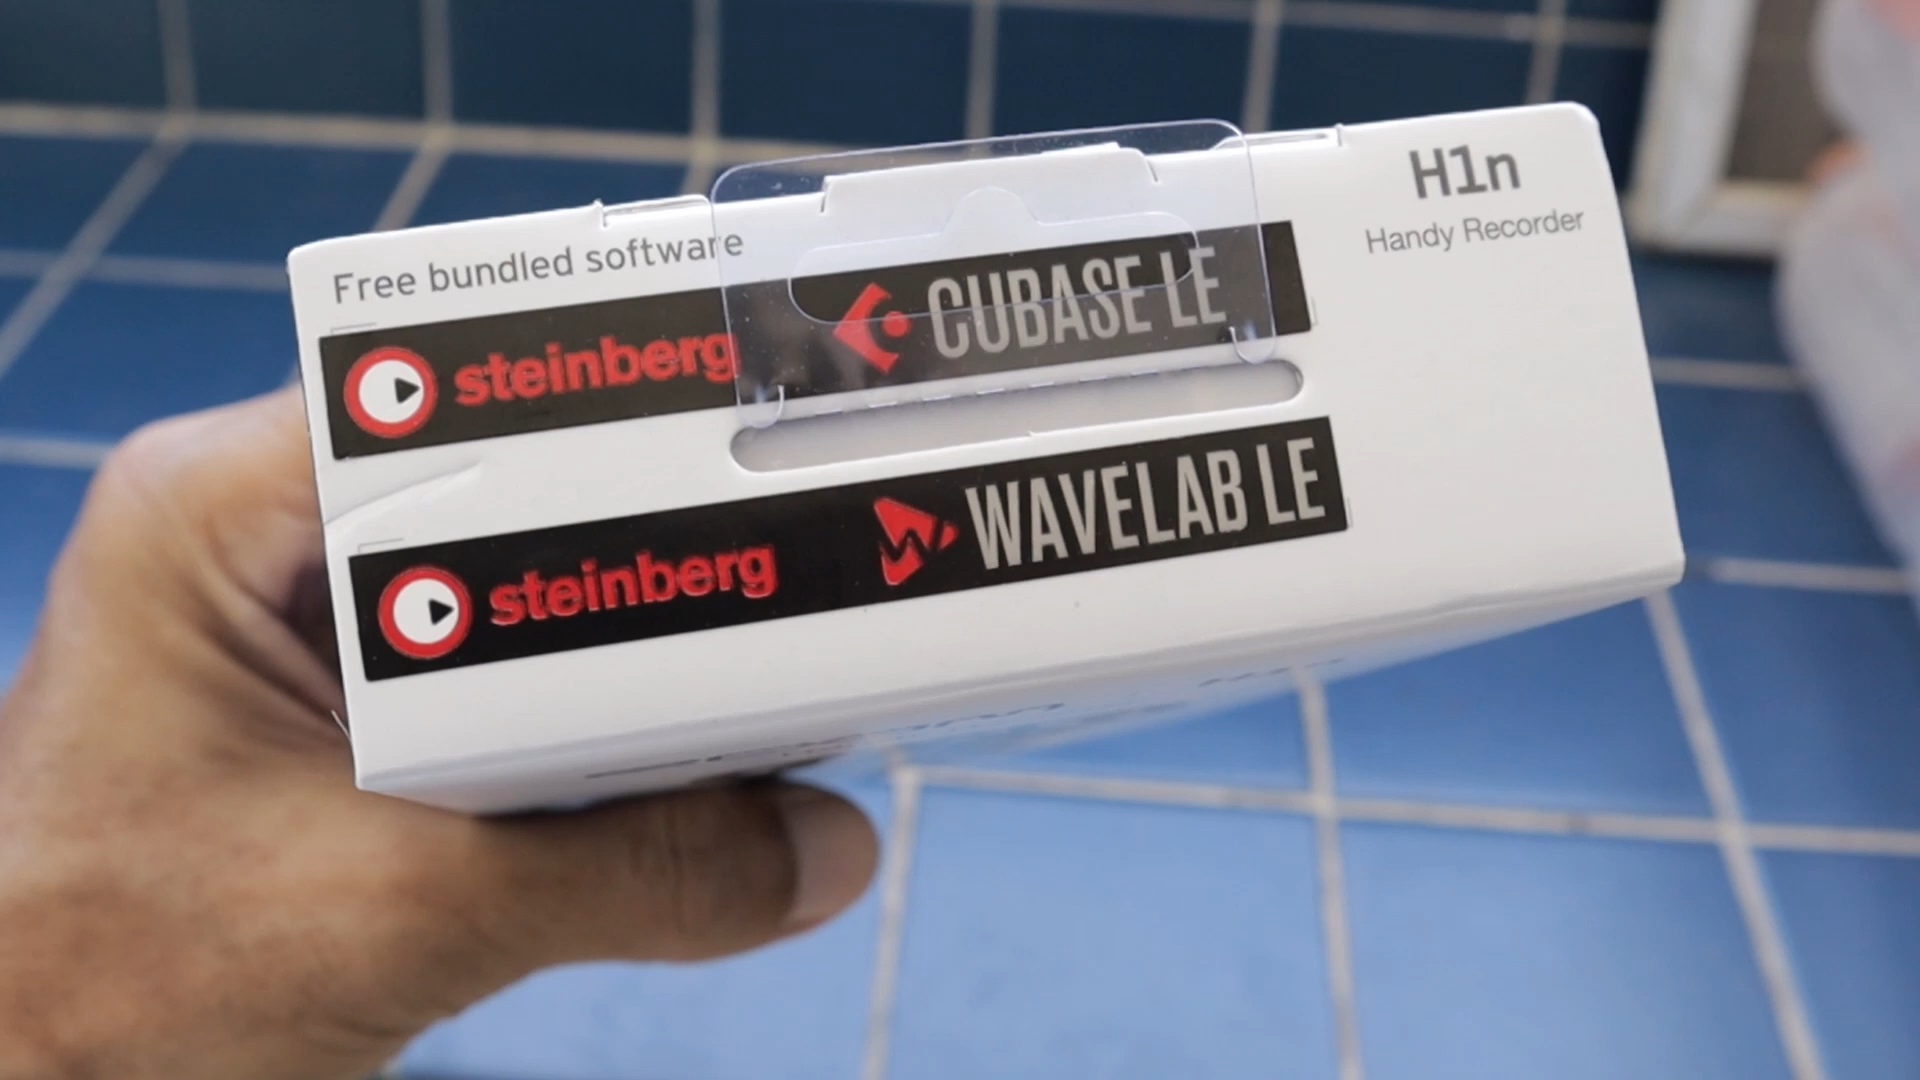 H1n
Handy Recorder
Free bundled software
steinberg CUBASE LE
steinberg WAVELAB LE